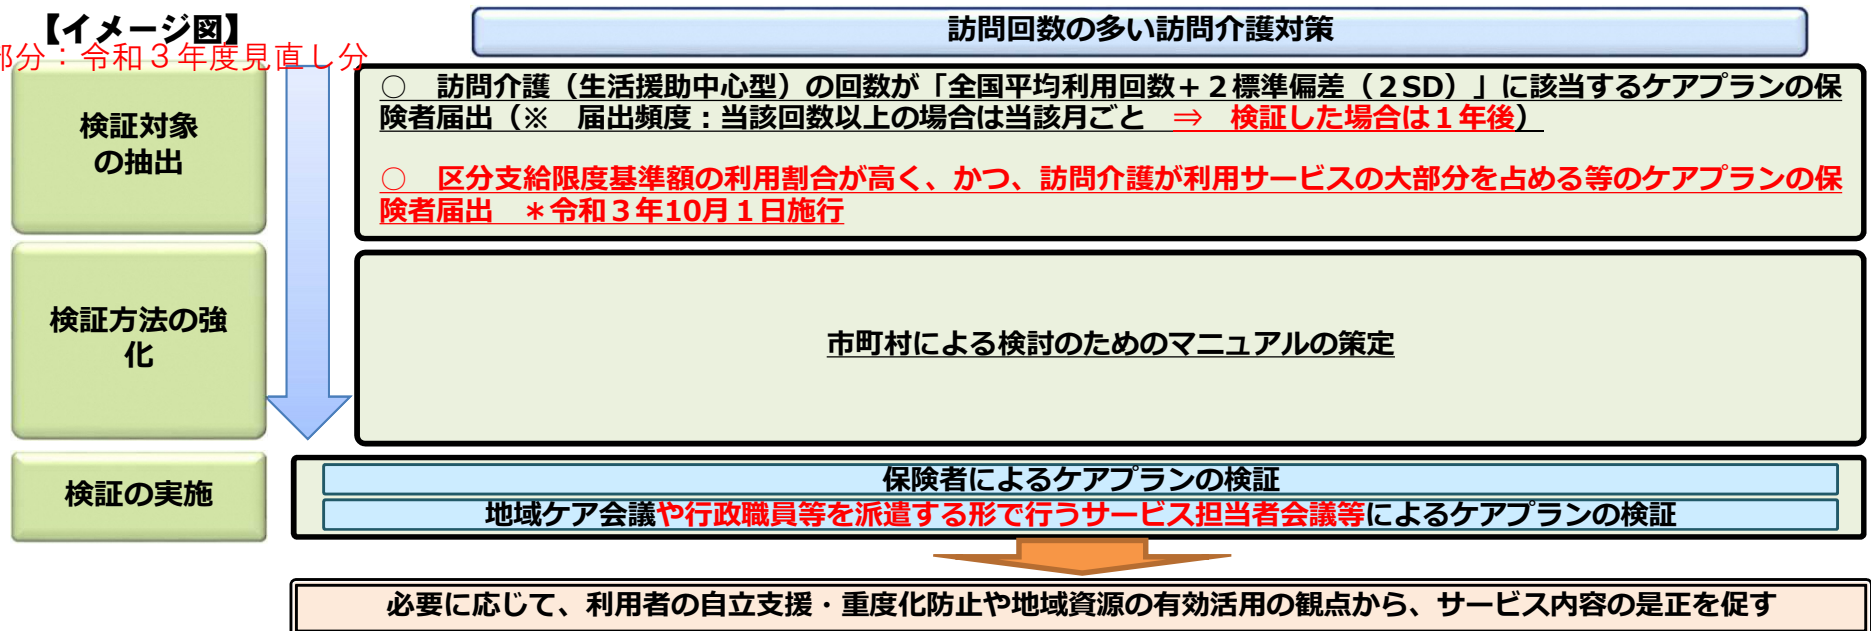 【イメージ図】
部分：令和３年度見直し分
訪問回数の多い訪問介護対策
検証対象
の抽出
○　訪問介護（生活援助中心型）の回数が「全国平均利用回数＋２標準偏差（２SD）」に該当するケアプランの保
険者届出（※　届出頻度：当該回数以上の場合は当該月ごと　⇒　検証した場合は１年後）
○　区分支給限度基準額の利用割合が高く、かつ、訪問介護が利用サービスの大部分を占める等のケアプランの保
険者届出　＊令和３年10月１日施行
検証方法の強
化
市町村による検討のためのマニュアルの策定
検証の実施
保険者によるケアプランの検証
地域ケア会議や行政職員等を派遣する形で行うサービス担当者会議等によるケアプランの検証
必要に応じて、利用者の自立支援・重度化防止や地域資源の有効活用の観点から、サービス内容の是正を促す